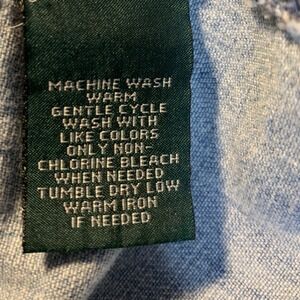 MACHINE WASH
WARM
GENTLE CYCLE
WASH WITH
LIKE COLORS
ONLY NON-
CHLORINE BLEACH
WHEN NEEDED
TUMBLE DRY LOW
WARM IRON
IF NEEDED